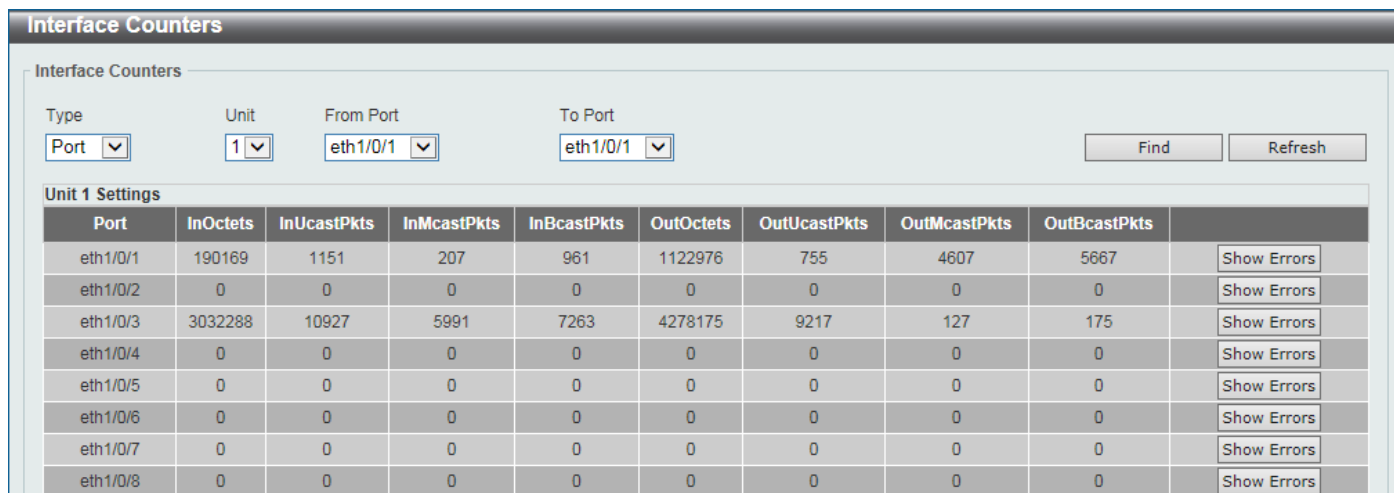 Interface Counters
Interface Counters
Type Unit From Port To Port
Port 1 eth1/0/1 eth1/0/1 Find Refresh
Unit 1 Settings
Port InOctets InUcastPkts InMcastPkts InBcastPkts OutOctets OutUcastPkts OutMcastPkts OutBcastPkts
eth1/0/1 190169 1151 207 961 1122976 755 4607 5667 Show Errors
eth1/0/2 0 0 0 0 0 0 0 0 Show Errors
eth1/0/3 3032288 10927 5991 7263 4278175 9217 127 175 Show Errors
eth1/0/4 0 0 0 0 0 0 0 0 Show Errors
eth1/0/5 0 0 0 0 0 0 0 0 Show Errors
eth1/0/6 0 0 0 0 0 0 0 0 Show Errors
eth1/0/7 0 0 0 0 0 0 0 0 Show Errors
eth1/0/8 0 0 0 0 0 0 0 0 Show Errors